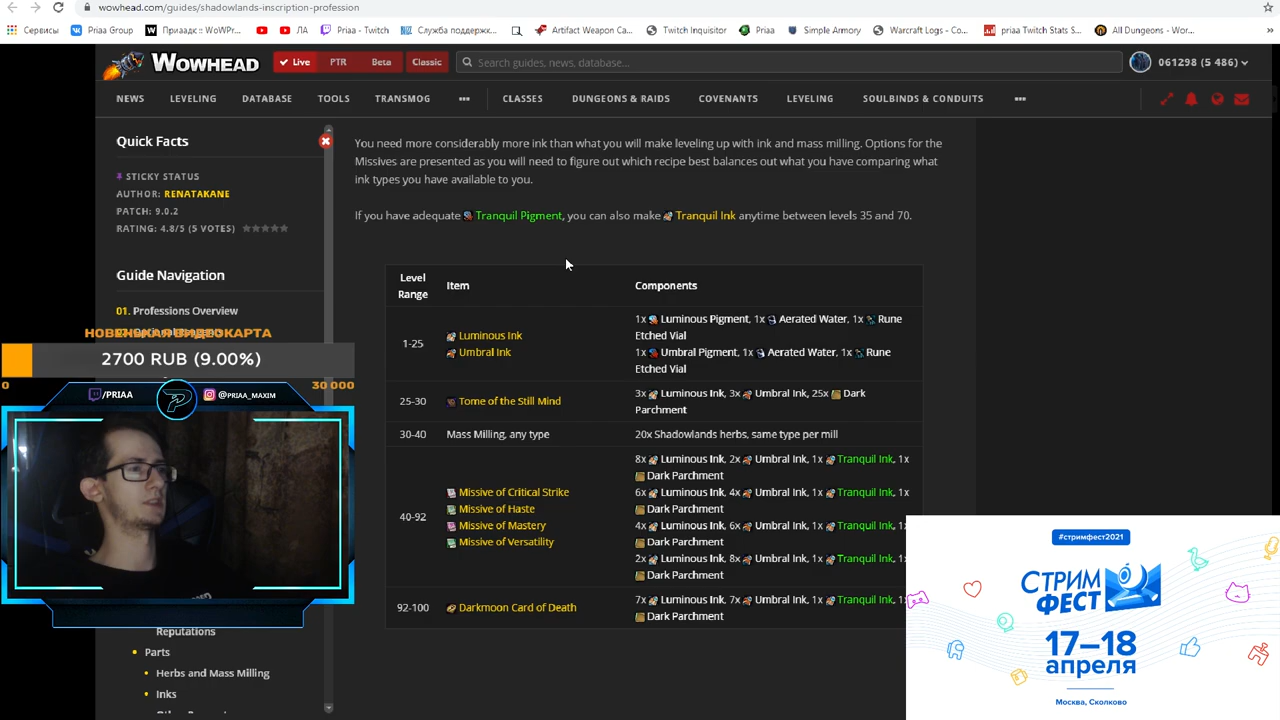 wowhead.com/guides/shadowlands-inscription-profession
Сервисы Priaa Group Приаадк :: WoWPr... ЛА Priaa - Twitch Служба поддержк... Artifact Weapon Ca... Twitch Inquisitor Priaa Simple Armory Warcraft Logs - Co... priaa Twitch Stats S... All Dungeons - Wor... »
WOWHEAD Live PTR Beta Classic Search guides, news, database... 061298 (5 486)
NEWS LEVELING DATABASE TOOLS TRANSMOG ••• CLASSES DUNGEONS & RAIDS COVENANTS LEVELING SOULBINDS & CONDUITS •••
Quick Facts
STICKY STATUS
AUTHOR: RENATAKANE
PATCH: 9.0.2
RATING: 4.8/5 (5 VOTES)
Guide Navigation
01. Professions Overview
НОВЕНЬКАЯ ВИДЕОКАРТА
2700 RUB (9.00%)
0 30 000
/PRIAA @PRIAA_MAXIM
Reputations
Parts
Herbs and Mass Milling
Inks
You need more considerably more ink than what you will make leveling up with ink and mass milling. Options for the
Missives are presented as you will need to figure out which recipe best balances out what you have comparing what
ink types you have available to you.
If you have adequate Tranquil Pigment, you can also make Tranquil Ink anytime between levels 35 and 70.
Level
Range
Item
Components
1-25
Luminous Ink
Umbral Ink
1x Luminous Pigment, 1x Aerated Water, 1x Rune
Etched Vial
1x Umbral Pigment, 1x Aerated Water, 1x Rune
Etched Vial
25-30
Tome of the Still Mind
3x Luminous Ink, 3x Umbral Ink, 25x Dark
Parchment
30-40
Mass Milling, any type
20x Shadowlands herbs, same type per mill
40-92
Missive of Critical Strike
Missive of Haste
Missive of Mastery
Missive of Versatility
8x Luminous Ink, 2x Umbral Ink, 1x Tranquil Ink, 1x
Dark Parchment
6x Luminous Ink, 4x Umbral Ink, 1x Tranquil Ink, 1x
Dark Parchment
4x Luminous Ink, 6x Umbral Ink, 1x Tranquil Ink, 1x
Dark Parchment
2x Luminous Ink, 8x Umbral Ink, 1x Tranquil Ink, 1x
Dark Parchment
92-100
Darkmoon Card of Death
7x Luminous Ink, 7x Umbral Ink, 1x Tranquil Ink, 1x
Dark Parchment
#стримфест2021
СТРИМ
ФЕСТ
17–18
апреля
Москва, Сколково